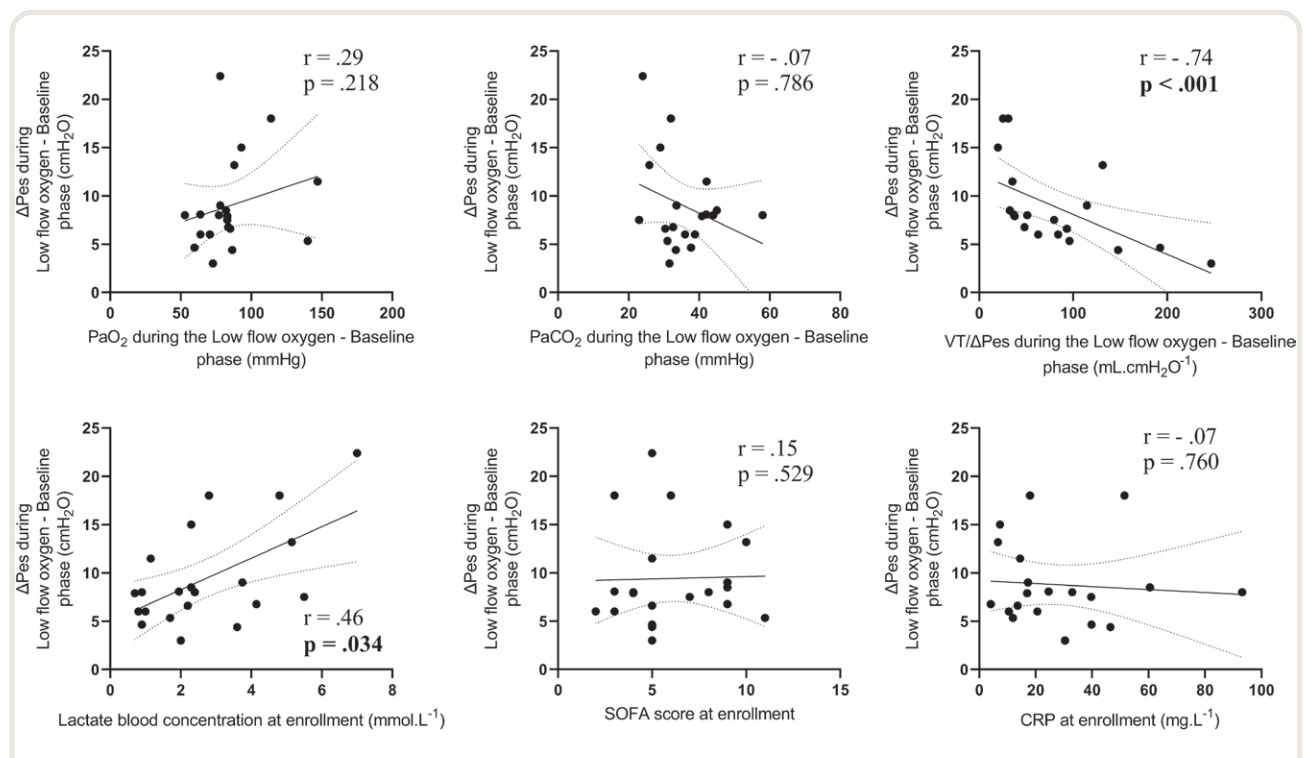 25
20
15
10
5
0
ΔPes during
Low flow oxygen - Baseline
phase (cmH₂O)
r = .29
p = .218
0 50 100 150 200
PaO₂ during the Low flow oxygen - Baseline
phase (mmHg)
25
20
15
10
5
0
ΔPes during
Low flow oxygen - Baseline
phase (cmH₂O)
r = - .07
p = .786
0 20 40 60 80
PaCO₂ during the Low flow oxygen - Baseline
phase (mmHg)
25
20
15
10
5
0
ΔPes during
Low flow oxygen - Baseline
phase (cmH₂O)
r = - .74
p < .001
0 100 200 300
VT/ΔPes during the Low flow oxygen - Baseline
phase (mL.cmH₂O⁻¹)
25
20
15
10
5
0
ΔPes during
Low flow oxygen - Baseline
phase (cmH₂O)
r = .46
p = .034
0 2 4 6 8
Lactate blood concentration at enrollment (mmol.L⁻¹)
25
20
15
10
5
0
ΔPes during
Low flow oxygen - Baseline
phase (cmH₂O)
r = .15
p = .529
0 5 10 15
SOFA score at enrollment
25
20
15
10
5
0
ΔPes during
Low flow oxygen - Baseline
phase (cmH₂O)
r = - .07
p = .760
0 20 40 60 80 100
CRP at enrollment (mg.L⁻¹)